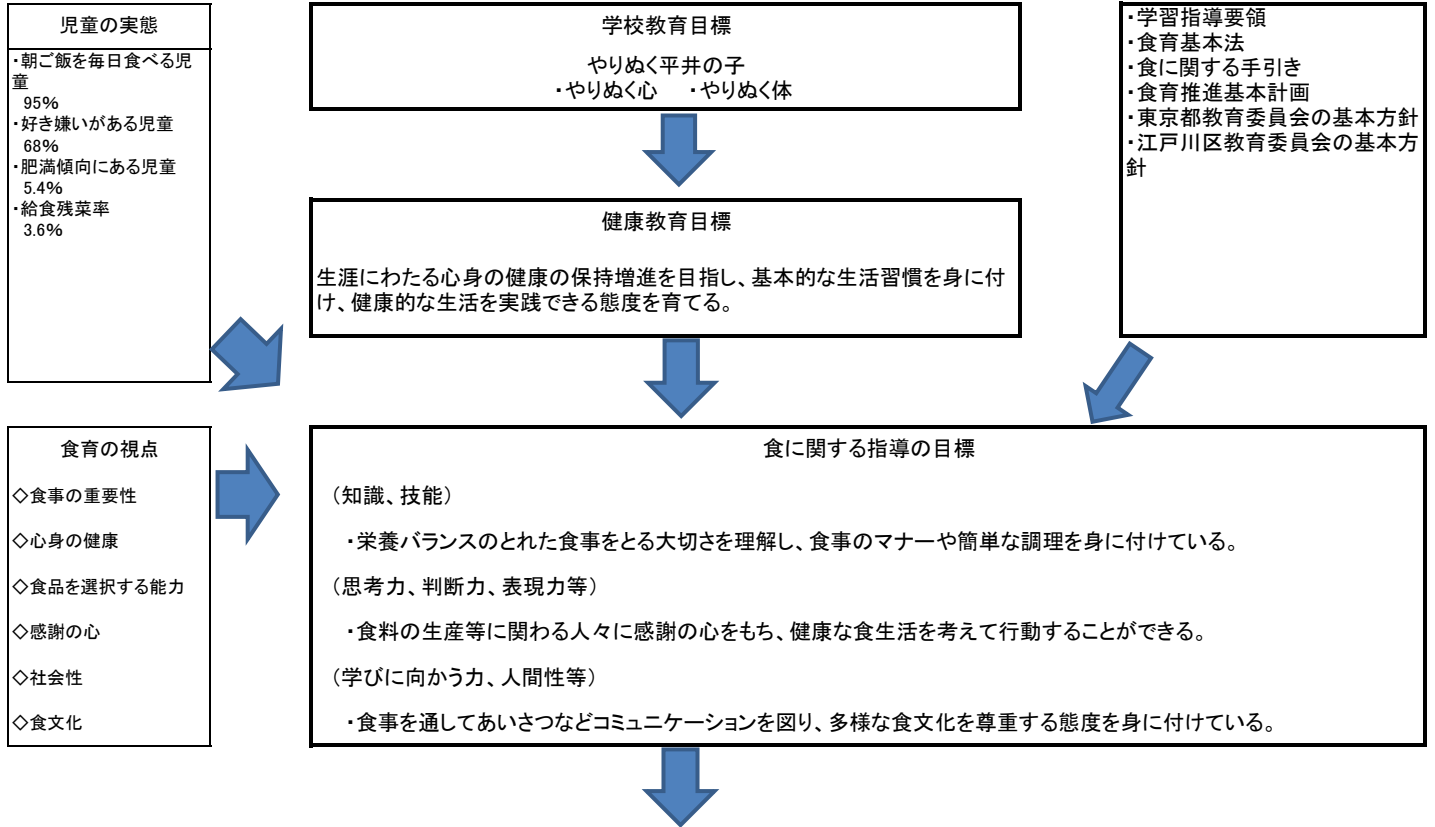 児童の実態
・朝ご飯を毎日食べる児
童
95%
・好き嫌いがある児童
68%
・肥満傾向にある児童
5.4%
・給食残菜率
3.6%
学校教育目標
やりぬく平井の子
・やりぬく心　・やりぬく体
・学習指導要領
・食育基本法
・食に関する手引き
・食育推進基本計画
・東京都教育委員会の基本方針
・江戸川区教育委員会の基本方
針
健康教育目標
生涯にわたる心身の健康の保持増進を目指し、基本的な生活習慣を身に付
け、健康的な生活を実践できる態度を育てる。
食育の視点
◇食事の重要性
◇心身の健康
◇食品を選択する能力
◇感謝の心
◇社会性
◇食文化
食に関する指導の目標
（知識、技能）
・栄養バランスのとれた食事をとる大切さを理解し、食事のマナーや簡単な調理を身に付けている。
（思考力、判断力、表現力等）
・食料の生産等に関わる人々に感謝の心をもち、健康な食生活を考えて行動することができる。
（学びに向かう力、人間性等）
・食事を通してあいさつなどコミュニケーションを図り、多様な食文化を尊重する態度を身に付けている。